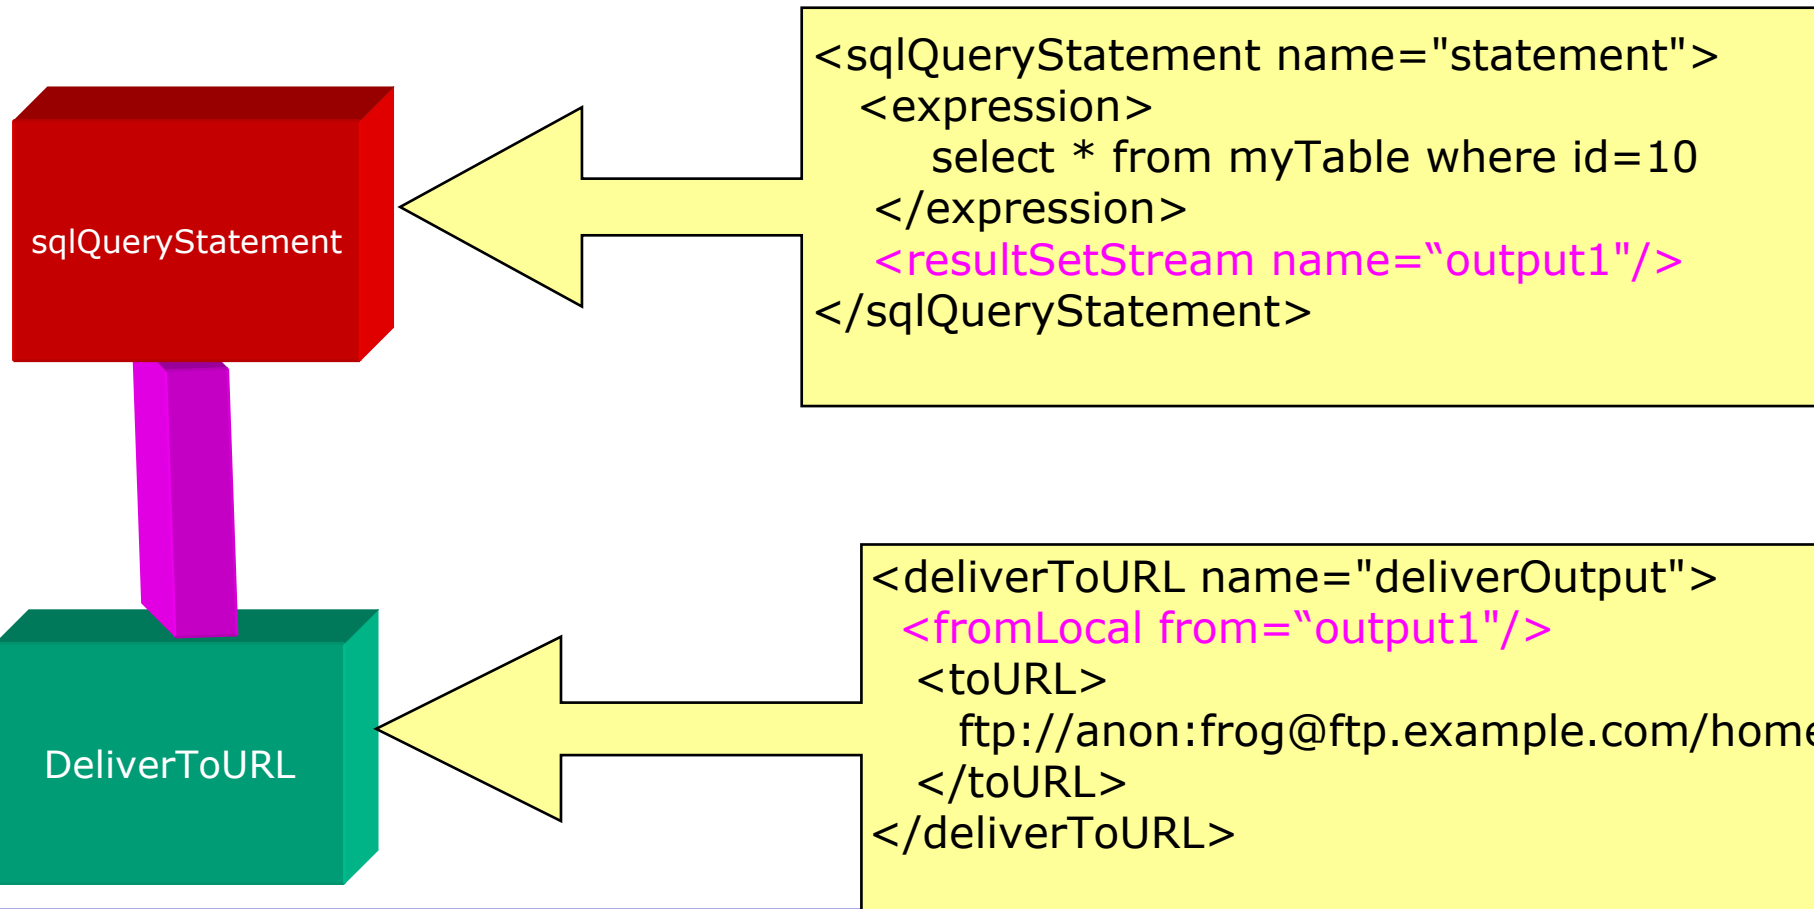 <sqlQueryStatement name="statement">
<expression>
select * from myTable where id=10
</expression>
<resultSetStream name=“output1"/>
</sqlQueryStatement>
sqlQueryStatement
<deliverToURL name="deliverOutput">
<fromLocal from=“output1"/>
<toURL>
ftp://anon:frog@ftp.example.com/home
</toURL>
</deliverToURL>
DeliverToURL